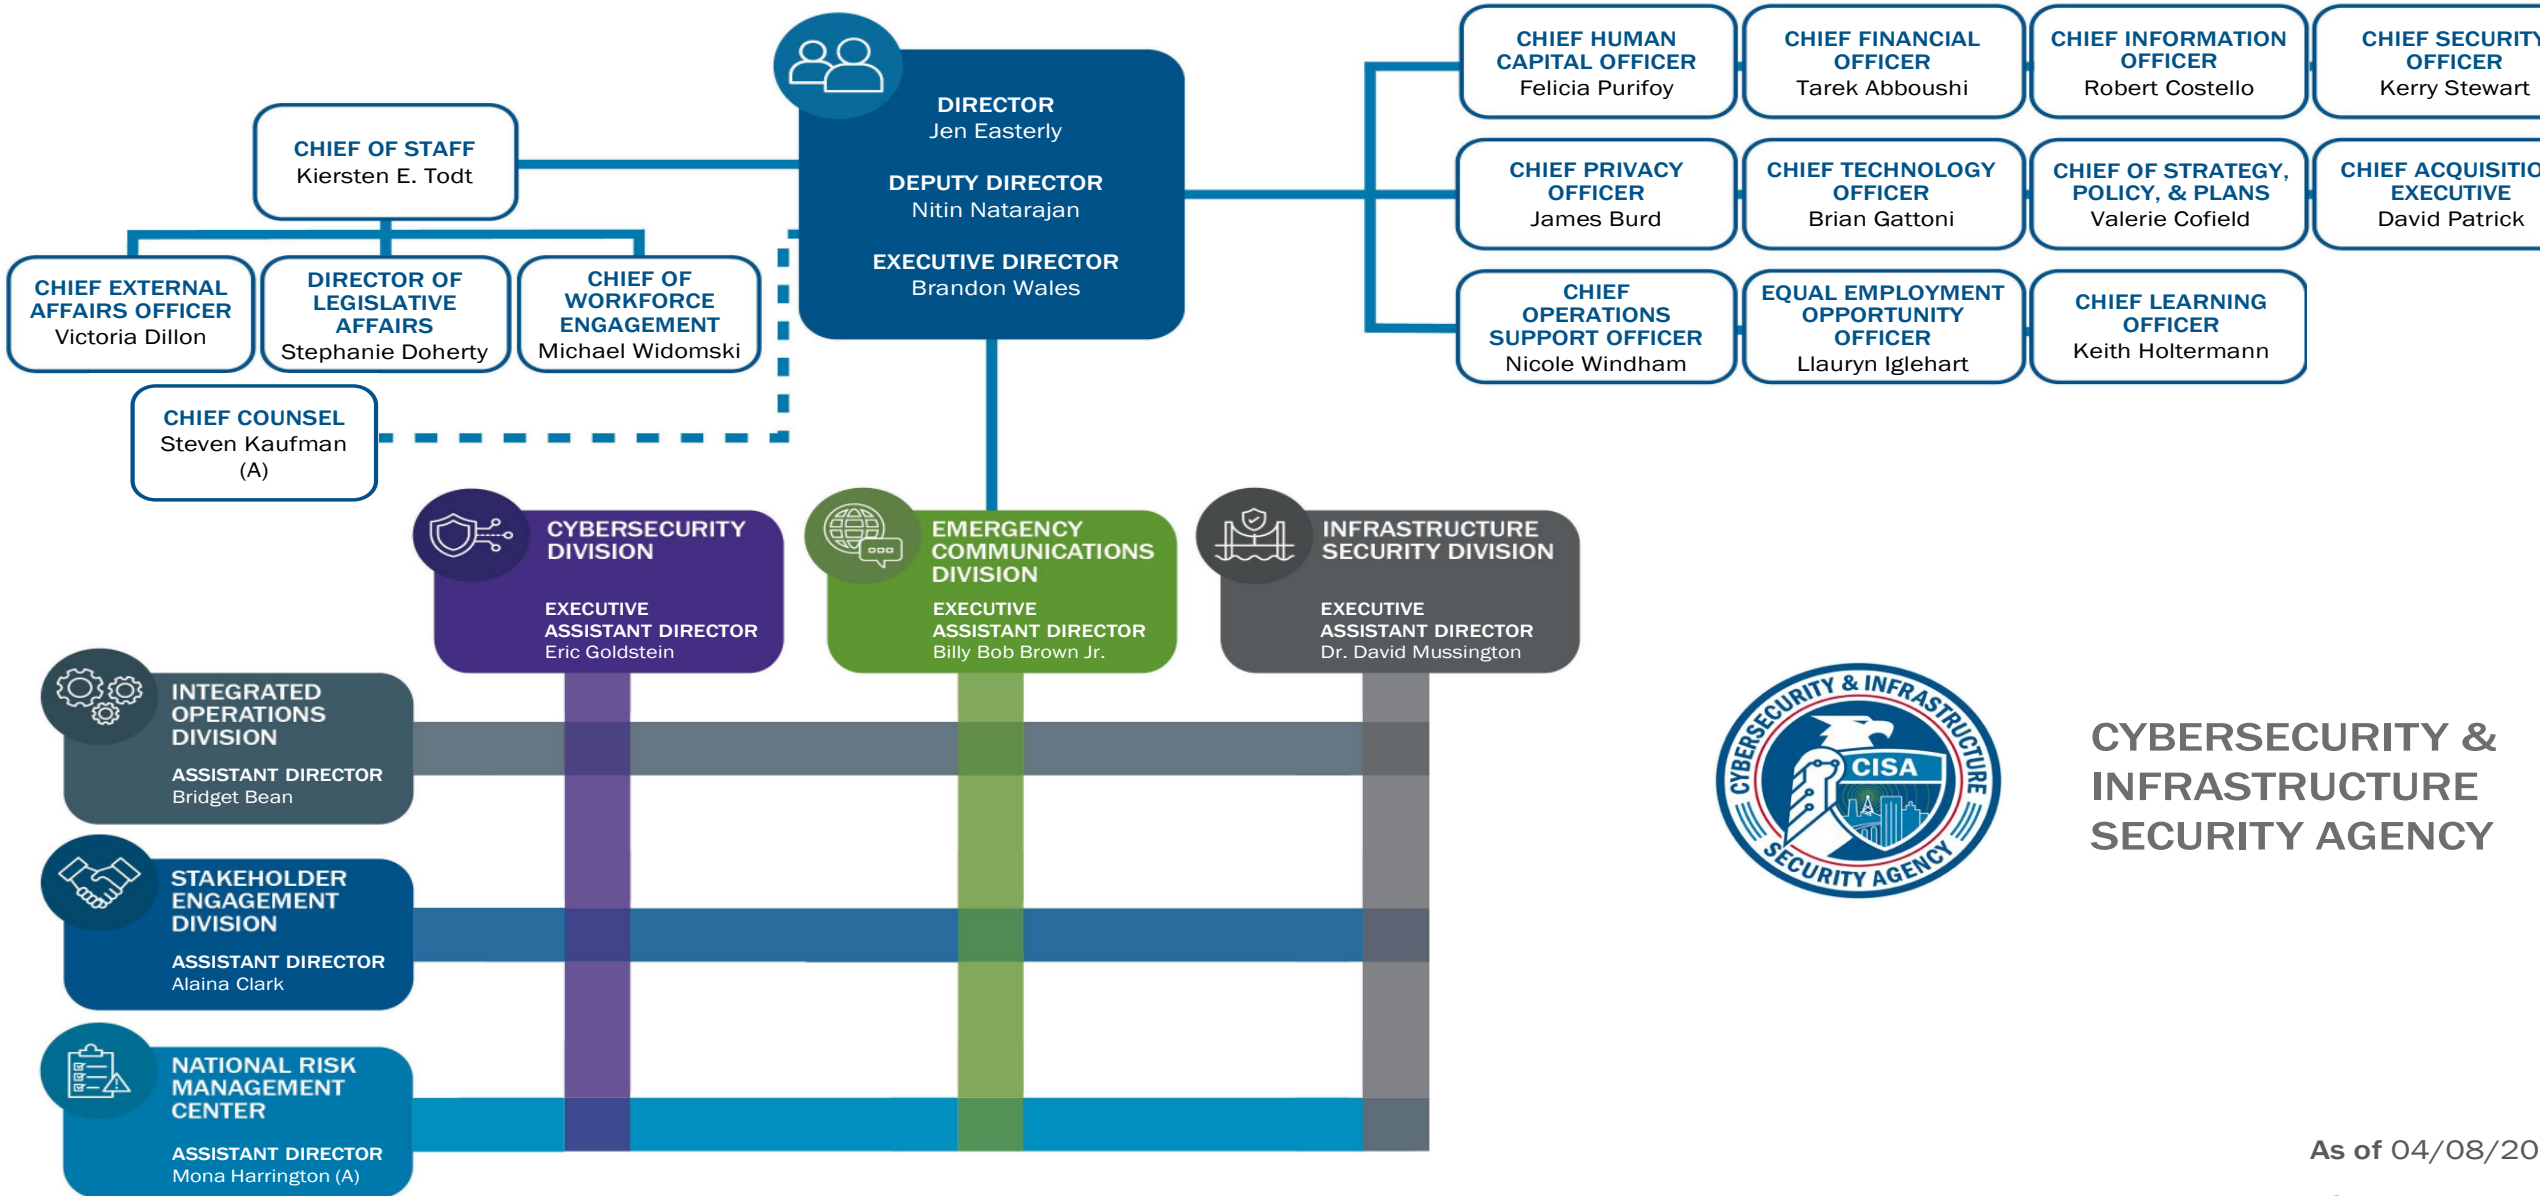 DIRECTOR
Jen Easterly
DEPUTY DIRECTOR
Nitin Natarajan
EXECUTIVE DIRECTOR
Brandon Wales
CHIEF OF STAFF
Kiersten E. Todt
CHIEF EXTERNAL
AFFAIRS OFFICER
Victoria Dillon
DIRECTOR OF
LEGISLATIVE
AFFAIRS
Stephanie Doherty
CHIEF OF
WORKFORCE
ENGAGEMENT
Michael Widomski
CHIEF COUNSEL
Steven Kaufman
(A)
CHIEF HUMAN
CAPITAL OFFICER
Felicia Purifoy
CHIEF FINANCIAL
OFFICER
Tarek Abboushi
CHIEF INFORMATION
OFFICER
Robert Costello
CHIEF SECURITY
OFFICER
Kerry Stewart
CHIEF PRIVACY
OFFICER
James Burd
CHIEF TECHNOLOGY
OFFICER
Brian Gattoni
CHIEF OF STRATEGY,
POLICY, & PLANS
Valerie Cofield
CHIEF ACQUISITIO
EXECUTIVE
David Patrick
CHIEF
OPERATIONS
SUPPORT OFFICER
Nicole Windham
EQUAL EMPLOYMENT
OPPORTUNITY
OFFICER
Llauryn Iglehart
CHIEF LEARNING
OFFICER
Keith Holtermann
CYBERSECURITY
DIVISION
EXECUTIVE
ASSISTANT DIRECTOR
Eric Goldstein
EMERGENCY
COMMUNICATIONS
DIVISION
EXECUTIVE
ASSISTANT DIRECTOR
Billy Bob Brown Jr.
INFRASTRUCTURE
SECURITY DIVISION
EXECUTIVE
ASSISTANT DIRECTOR
Dr. David Mussington
INTEGRATED
OPERATIONS
DIVISION
ASSISTANT DIRECTOR
Bridget Bean
STAKEHOLDER
ENGAGEMENT
DIVISION
ASSISTANT DIRECTOR
Alaina Clark
NATIONAL RISK
MANAGEMENT
CENTER
ASSISTANT DIRECTOR
Mona Harrington (A)
CYBERSECURITY & INFRASTRUCTURE
SECURITY AGENCY
CISA
CYBERSECURITY &
INFRASTRUCTURE
SECURITY AGENCY
As of 04/08/20